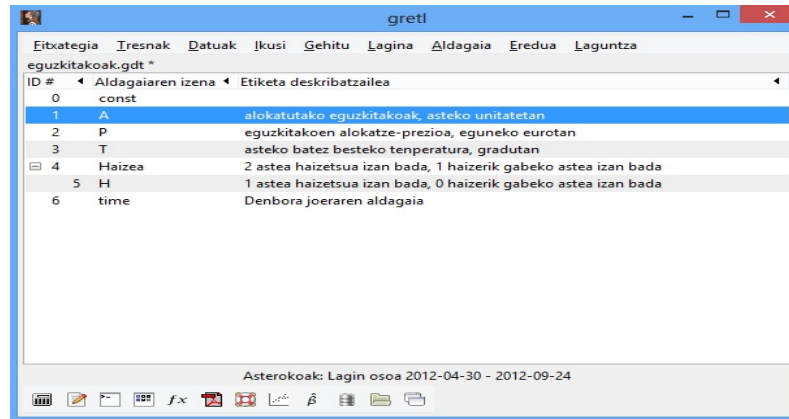 gretl
Fitxategia Tresnak Datuak Ikusi Gehitu Lagina Aldagaia Eredua Laguntza
eguzkitakoak.gdt *
ID # Aldagaiaren izena Etiketa deskribatzailea
0 const
1 A alokatutako eguzkitakoak, asteko unitatetan
2 P eguzkitakoen alokatze-prezioa, eguneko eurotan
3 T asteko batez besteko tenperatura, gradutan
4 Haizea 2 astea haizetsua izan bada, 1 haizerik gabeko astea izan bada
5 H 1 astea haizetsua izan bada, 0 haizerik gabeko astea izan bada
6 time Denbora joeraren aldagaia
Asterokoak: Lagin osoa 2012-04-30 - 2012-09-24
fx β̂